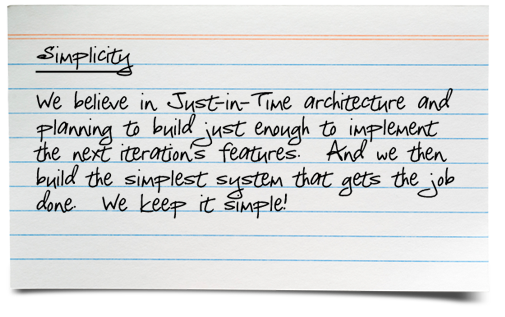 Simplicity
We believe in Just-in-Time architecture and
planning to build just enough to implement
the next iteration's features. And we then
build the simplest system that gets the job
done. We keep it simple!